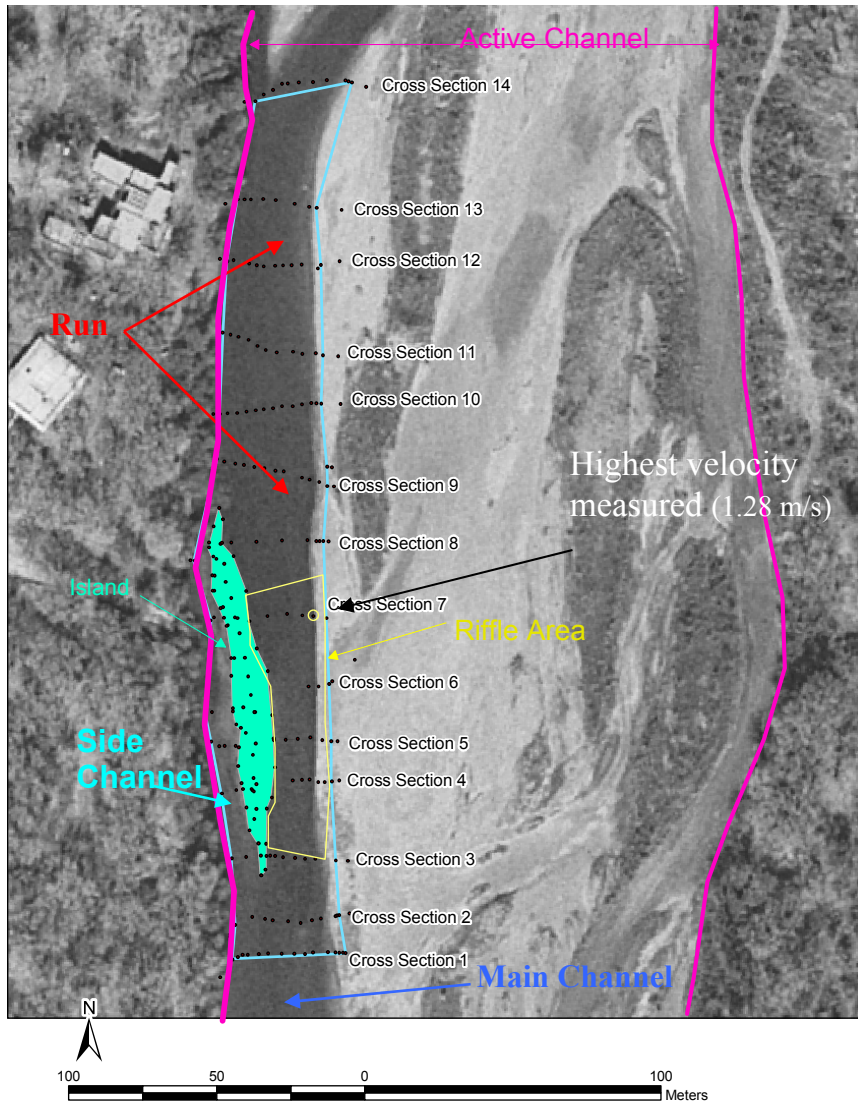 Active Channel
Cross Section 14
Cross Section 13
Cross Section 12
Run
Cross Section 11
Cross Section 10
Highest velocity
measured (1.28 m/s)
Cross Section 9
Cross Section 8
Island
Cross Section 7
Riffle Area
Cross Section 6
Side
Channel
Cross Section 5
Cross Section 4
Cross Section 3
Cross Section 2
Cross Section 1
Main Channel
N
100 50 0 100
Meters